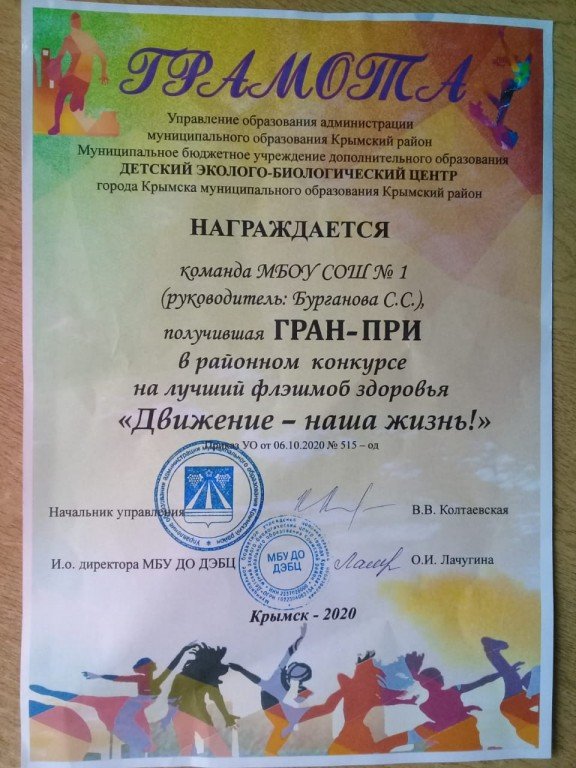 ГРАМОТА
Управление образования администрации
муниципального образования Крымский район
Муниципальное бюджетное учреждение дополнительного образования
ДЕТСКИЙ ЭКОЛОГО-БИОЛОГИЧЕСКИЙ ЦЕНТР
города Крымска муниципального образования Крымский район
НАГРАЖДАЕТСЯ
команда МБОУ СОШ № 1
(руководитель: Бурганова С.С.),
получившая ГРАН-ПРИ
в районном конкурсе
на лучший флэшмоб здоровья
«Движение – наша жизнь!»
Приказ УО от 06.10.2020 № 515 – од
Начальник управления В.В. Колтаевская
И.о. директора МБУ ДО ДЭБЦ О.И. Лачугина
МБУ ДО
ДЭБЦ
Крымск - 2020